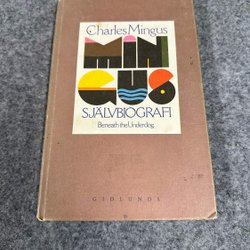 Charles Mingus
MIN
GUS
SJÄLVBIOGRAFI
Beneath the Underdog
GIDLUNDS